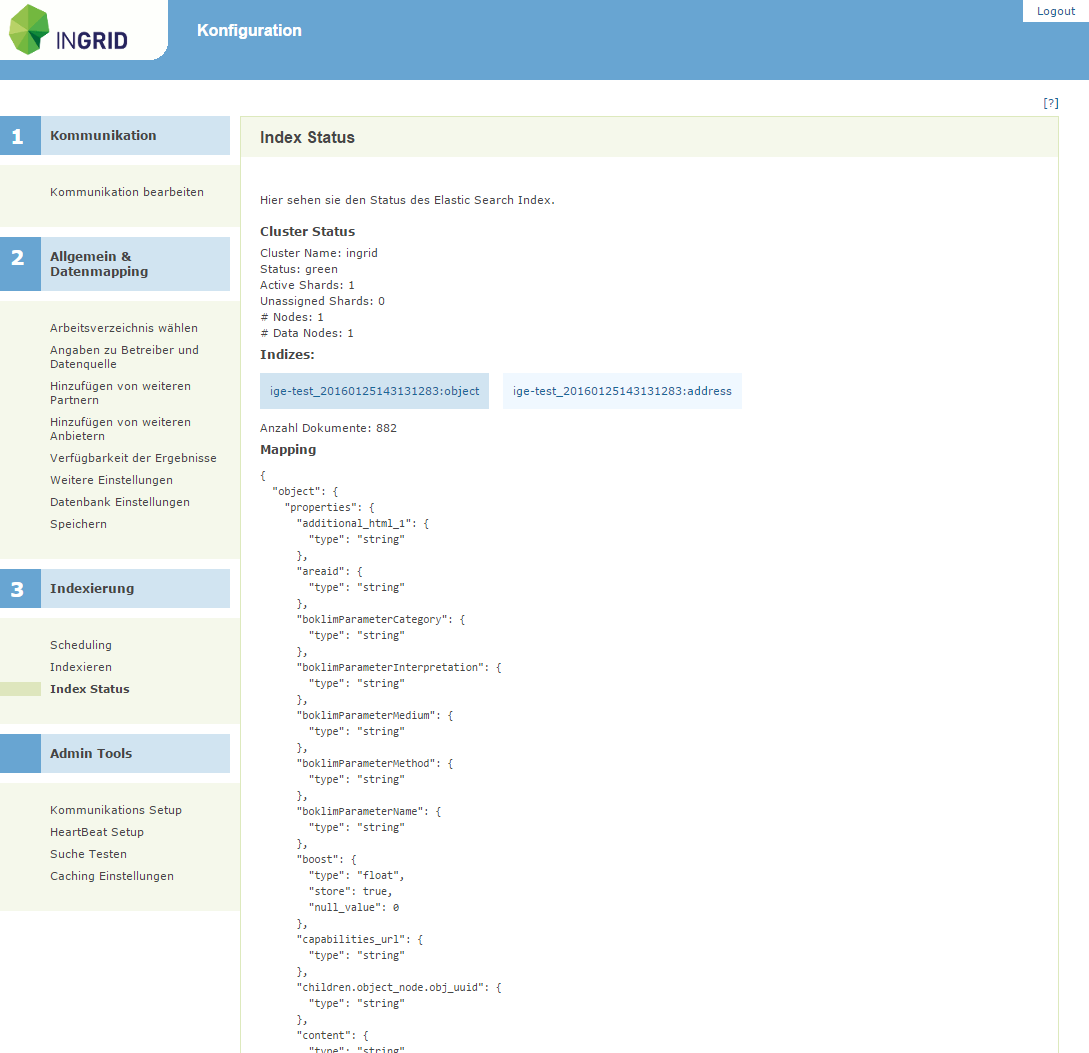 INGRID
Konfiguration
Logout
[?]
1 Kommunikation
Kommunikation bearbeiten
2 Allgemein &
Datenmapping
Arbeitsverzeichnis wählen
Angaben zu Betreiber und
Datenquelle
Hinzufügen von weiteren
Partnern
Hinzufügen von weiteren
Anbietern
Verfügbarkeit der Ergebnisse
Weitere Einstellungen
Datenbank Einstellungen
Speichern
3 Indexierung
Scheduling
Indexieren
Index Status
Admin Tools
Kommunikations Setup
HeartBeat Setup
Suche Testen
Caching Einstellungen
Index Status
Hier sehen sie den Status des Elastic Search Index.
Cluster Status
Cluster Name: ingrid
Status: green
Active Shards: 1
Unassigned Shards: 0
# Nodes: 1
# Data Nodes: 1
Indizes:
ige-test_20160125143131283:object ige-test_20160125143131283:address
Anzahl Dokumente: 882
Mapping
{
"object": {
"properties": {
"additional_html_1": {
"type": "string"
},
"areaid": {
"type": "string"
},
"boklimParameterCategory": {
"type": "string"
},
"boklimParameterInterpretation": {
"type": "string"
},
"boklimParameterMedium": {
"type": "string"
},
"boklimParameterMethod": {
"type": "string"
},
"boklimParameterName": {
"type": "string"
},
"boost": {
"type": "float",
"store": true,
"null_value": 0
},
"capabilities_url": {
"type": "string"
},
"children.object_node.obj_uuid": {
"type": "string"
},
"content": {
"type": "string"